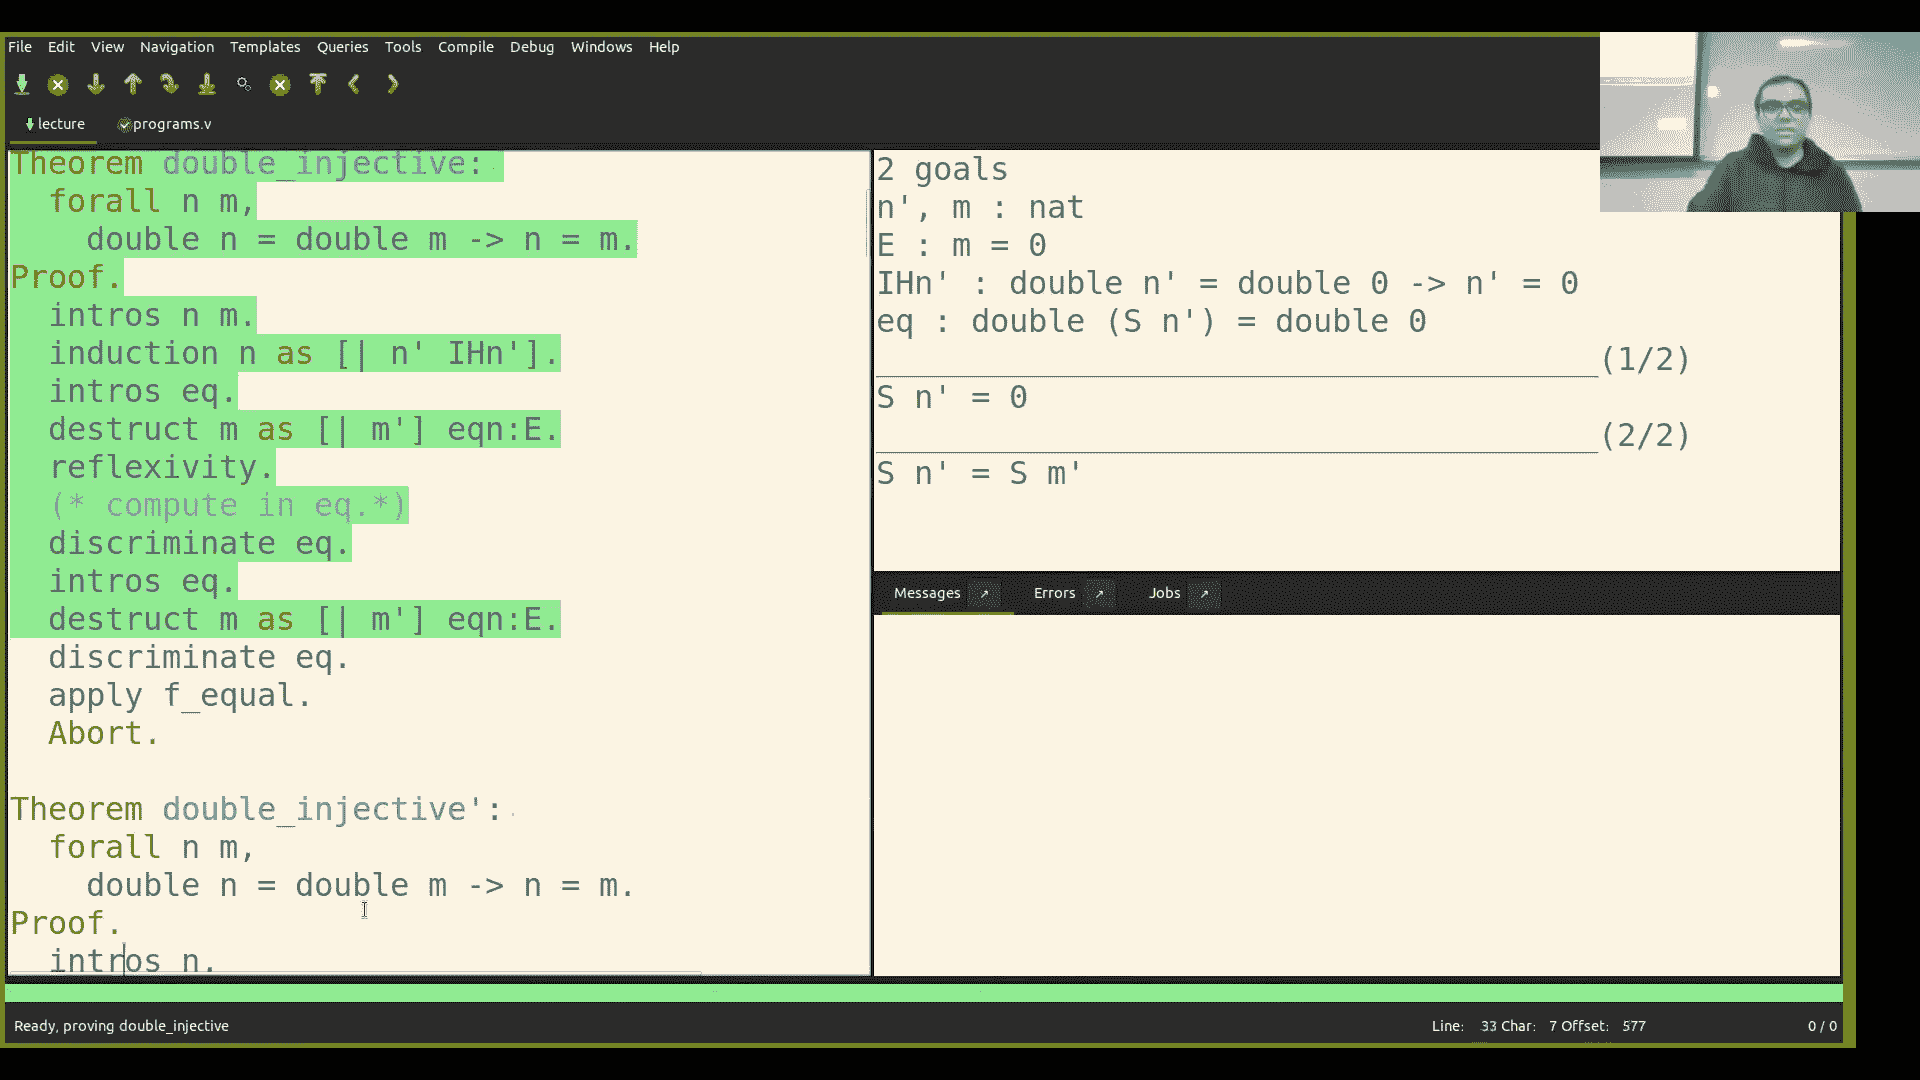 File Edit View Navigation Templates Queries Tools Compile Debug Windows Help
lecture programs.v
Theorem double_injective:
forall n m,
double n = double m -> n = m.
Proof.
intros n m.
induction n as [| n' IHn'].
intros eq.
destruct m as [| m'] eqn:E.
reflexivity.
(* compute in eq.*)
discriminate eq.
intros eq.
destruct m as [| m'] eqn:E.
discriminate eq.
apply f_equal.
Abort.
Theorem double_injective':
forall n m,
double n = double m -> n = m.
Proof.
intros n.
2 goals
n', m : nat
E : m = 0
IHn' : double n' = double 0 -> n' = 0
eq : double (S n') = double 0
(1/2)
S n' = 0
(2/2)
S n' = S m'
Messages Errors Jobs
Ready, proving double_injective
Line: 33 Char: 7 Offset: 577 0 / 0